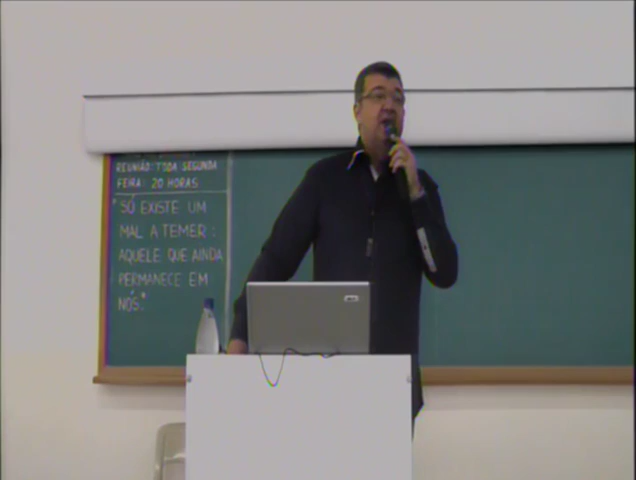 REUNIÃO TODA SEGUNDA
FEIRA: 20 HORAS
"SÓ EXISTE UM
MAL A TEMER:
AQUELE QUE AINDA
PERMANECE EM
NÓS."